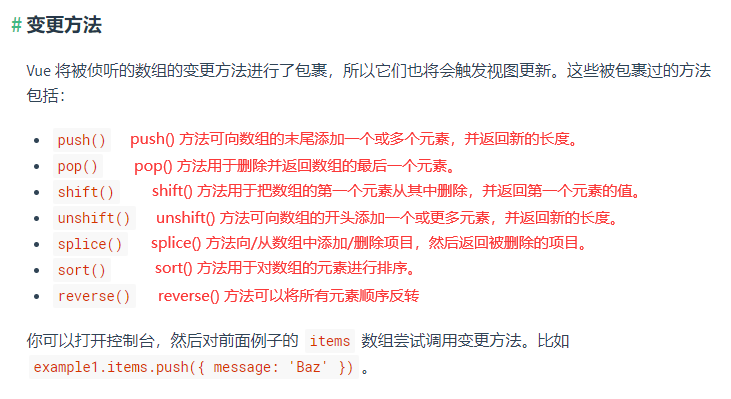 # 变更方法
Vue 将被侦听的数组的变更方法进行了包裹，所以它们也将会触发视图更新。这些被包裹过的方法
包括：
push() push() 方法可向数组的末尾添加一个或多个元素，并返回新的长度。
pop() pop() 方法用于删除并返回数组的最后一个元素。
shift() shift() 方法用于把数组的第一个元素从其中删除，并返回第一个元素的值。
unshift() unshift() 方法可向数组的开头添加一个或更多元素，并返回新的长度。
splice() splice() 方法向/从数组中添加/删除项目，然后返回被删除的项目。
sort() sort() 方法用于对数组的元素进行排序。
reverse() reverse() 方法可以将所有元素顺序反转
你可以打开控制台，然后对前面例子的 items 数组尝试调用变更方法。比如
example1.items.push({ message: 'Baz' }) 。